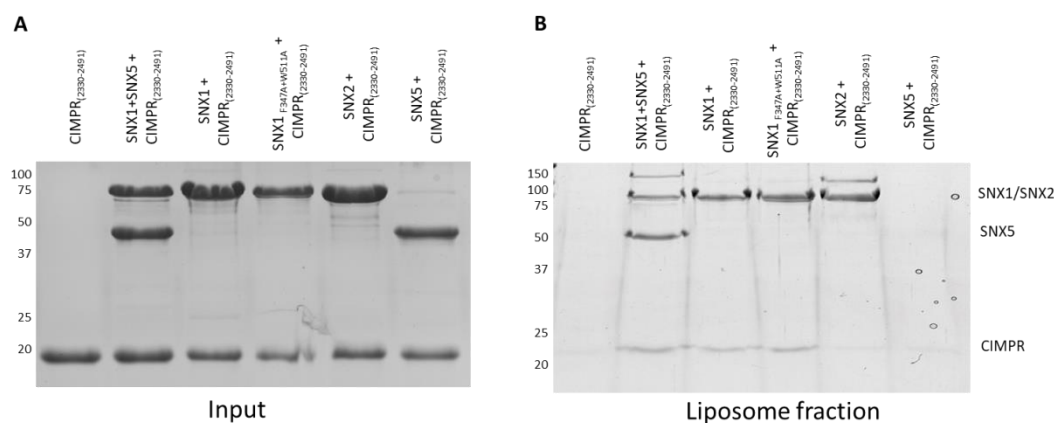 A
CIMPR(2330-2491)
SNX1+SNX5 +
CIMPR(2330-2491)
SNX1 +
CIMPR(2330-2491)
SNX1 F347A+W511A +
CIMPR(2330-2491)
SNX2 +
CIMPR(2330-2491)
SNX5 +
CIMPR(2330-2491)
100
75
50
37
25
20
Input
B
CIMPR(2330-2491)
SNX1+SNX5 +
CIMPR(2330-2491)
SNX1 +
CIMPR(2330-2491)
SNX1 F347A+W511A +
CIMPR(2330-2491)
SNX2 +
CIMPR(2330-2491)
SNX5 +
CIMPR(2330-2491)
150
100
75
50
37
25
20
SNX1/SNX2
SNX5
CIMPR
Liposome fraction